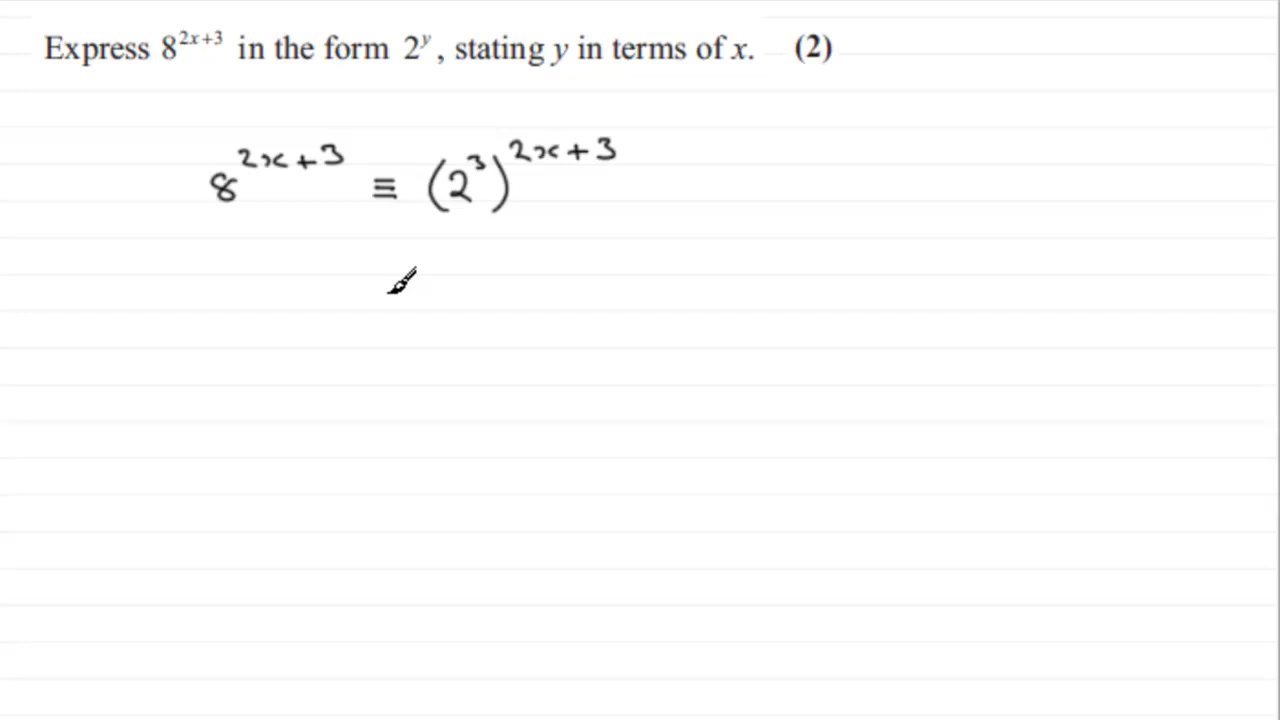 Express 8^{2x+3} in the form 2^y, stating y in terms of x. (2)
8^{2x+3} ≡ (2^3)^{2x+3}